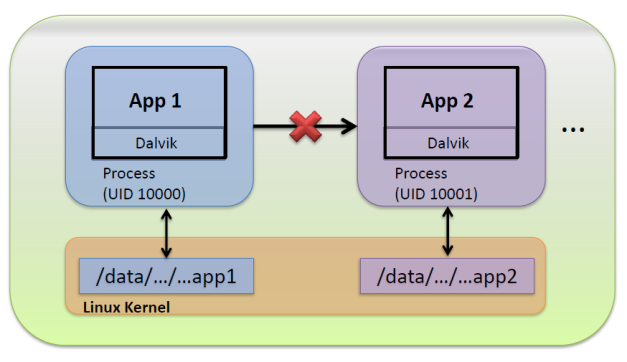 App 1
Dalvik
Process
(UID 10000)
App 2
Dalvik
Process
(UID 10001)
...
/data/.../...app1
/data/.../...app2
Linux Kernel